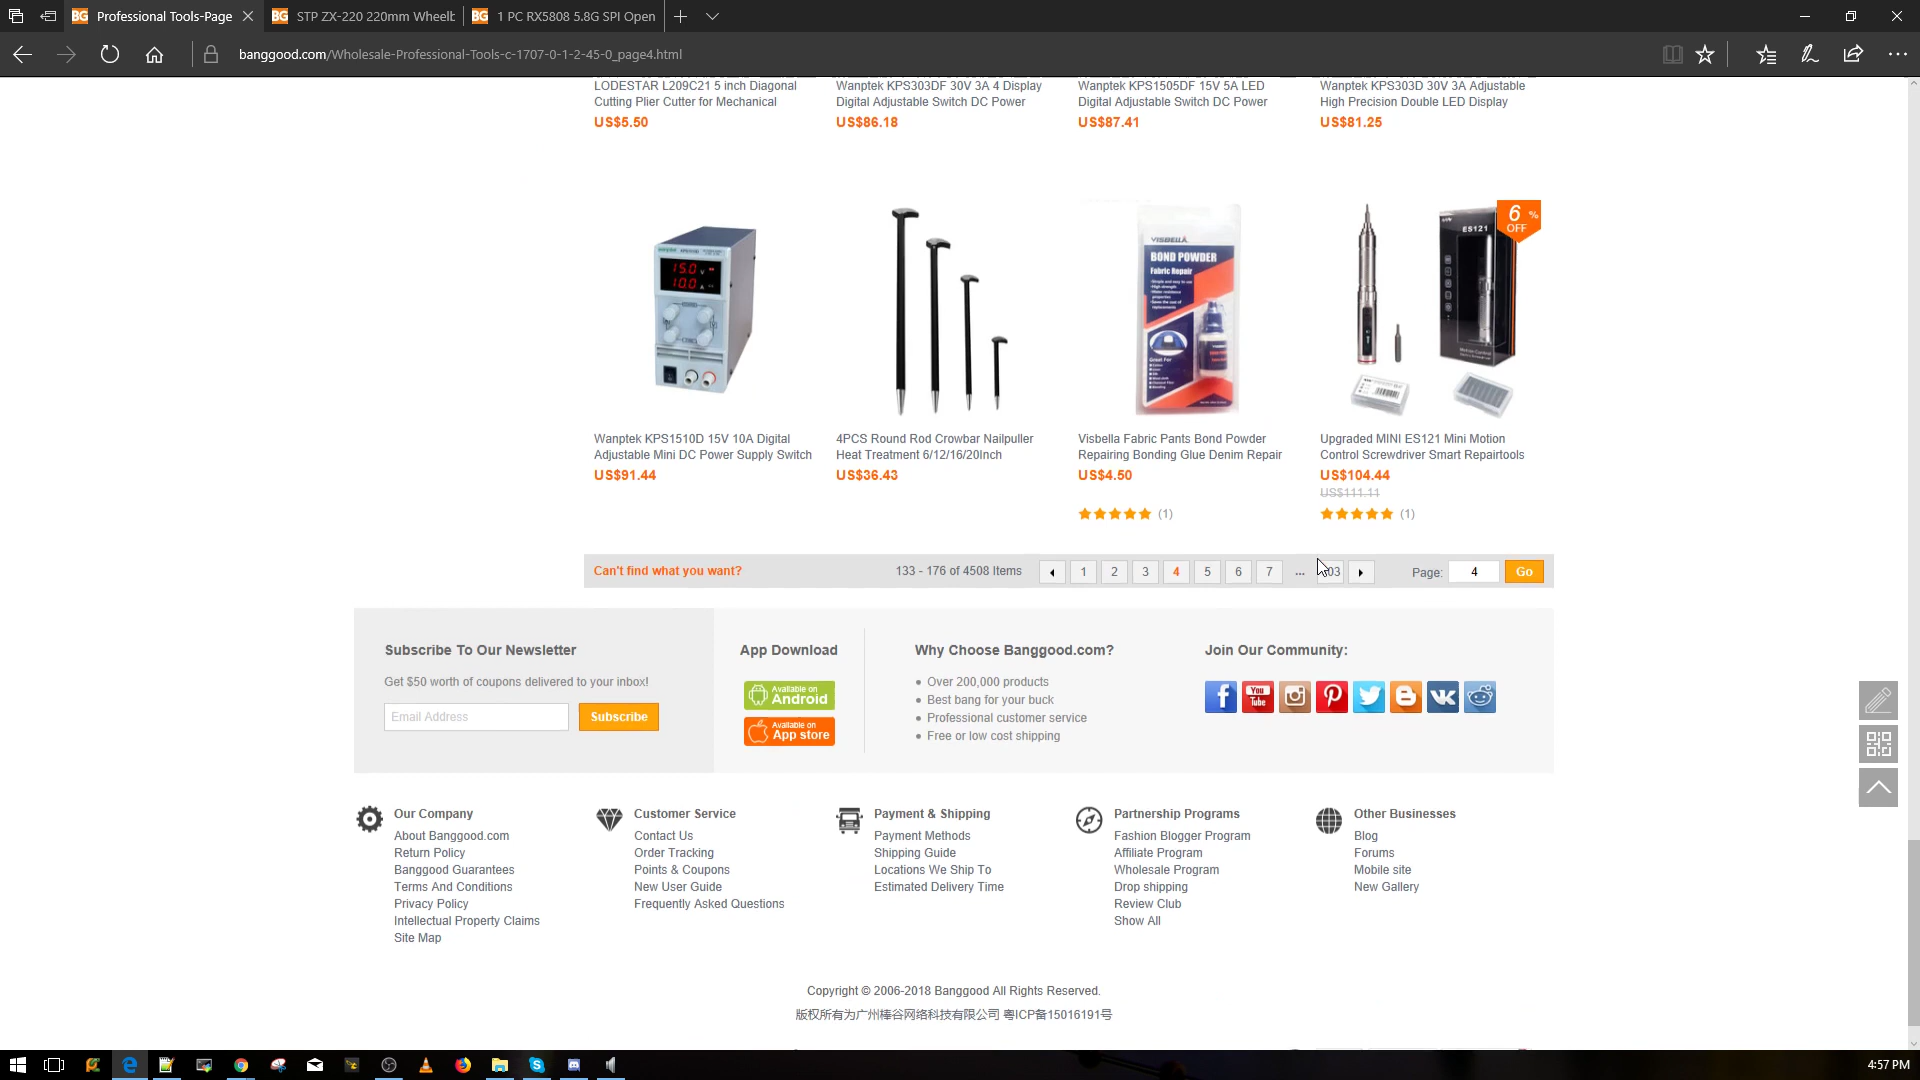 Professional Tools-Page
STP ZX-220 220mm Wheelb
1 PC RX5808 5.8G SPI Open
banggood.com/Wholesale-Professional-Tools-c-1707-0-1-2-45-0_page4.html
LODESTAR L209C21 5 inch Diagonal
Cutting Plier Cutter for Mechanical
US$5.50
Wanptek KPS303DF 30V 3A 4 Display
Digital Adjustable Switch DC Power
US$86.18
Wanptek KPS1505DF 15V 5A LED
Digital Adjustable Switch DC Power
US$87.41
Wanptek KPS303D 30V 3A Adjustable
High Precision Double LED Display
US$81.25
15.0 V
10.0 A
VISBELLA
BOND POWDER
Fabric Repair
ES121
6 %
OFF
Wanptek KPS1510D 15V 10A Digital
Adjustable Mini DC Power Supply Switch
US$91.44
4PCS Round Rod Crowbar Nailpuller
Heat Treatment 6/12/16/20Inch
US$36.43
Visbella Fabric Pants Bond Powder
Repairing Bonding Glue Denim Repair
US$4.50
(1)
Upgraded MINI ES121 Mini Motion
Control Screwdriver Smart Repairtools
US$104.44
US$111.11
(1)
Can't find what you want?
133 - 176 of 4508 Items
1 2 3 4 5 6 7 ... 03
Page: 4 Go
Subscribe To Our Newsletter
Get $50 worth of coupons delivered to your inbox!
Email Address
Subscribe
App Download
Available on
Android
Available on
App store
Why Choose Banggood.com?
Over 200,000 products
Best bang for your buck
Professional customer service
Free or low cost shipping
Join Our Community:
You
Tube
Our Company
About Banggood.com
Return Policy
Banggood Guarantees
Terms And Conditions
Privacy Policy
Intellectual Property Claims
Site Map
Customer Service
Contact Us
Order Tracking
Points & Coupons
New User Guide
Frequently Asked Questions
Payment & Shipping
Payment Methods
Shipping Guide
Locations We Ship To
Estimated Delivery Time
Partnership Programs
Fashion Blogger Program
Affiliate Program
Wholesale Program
Drop shipping
Review Club
Show All
Other Businesses
Blog
Forums
Mobile site
New Gallery
Copyright © 2006-2018 Banggood All Rights Reserved.
版权所有为广州棒谷网络科技有限公司 粤ICP备15016191号
4:57 PM